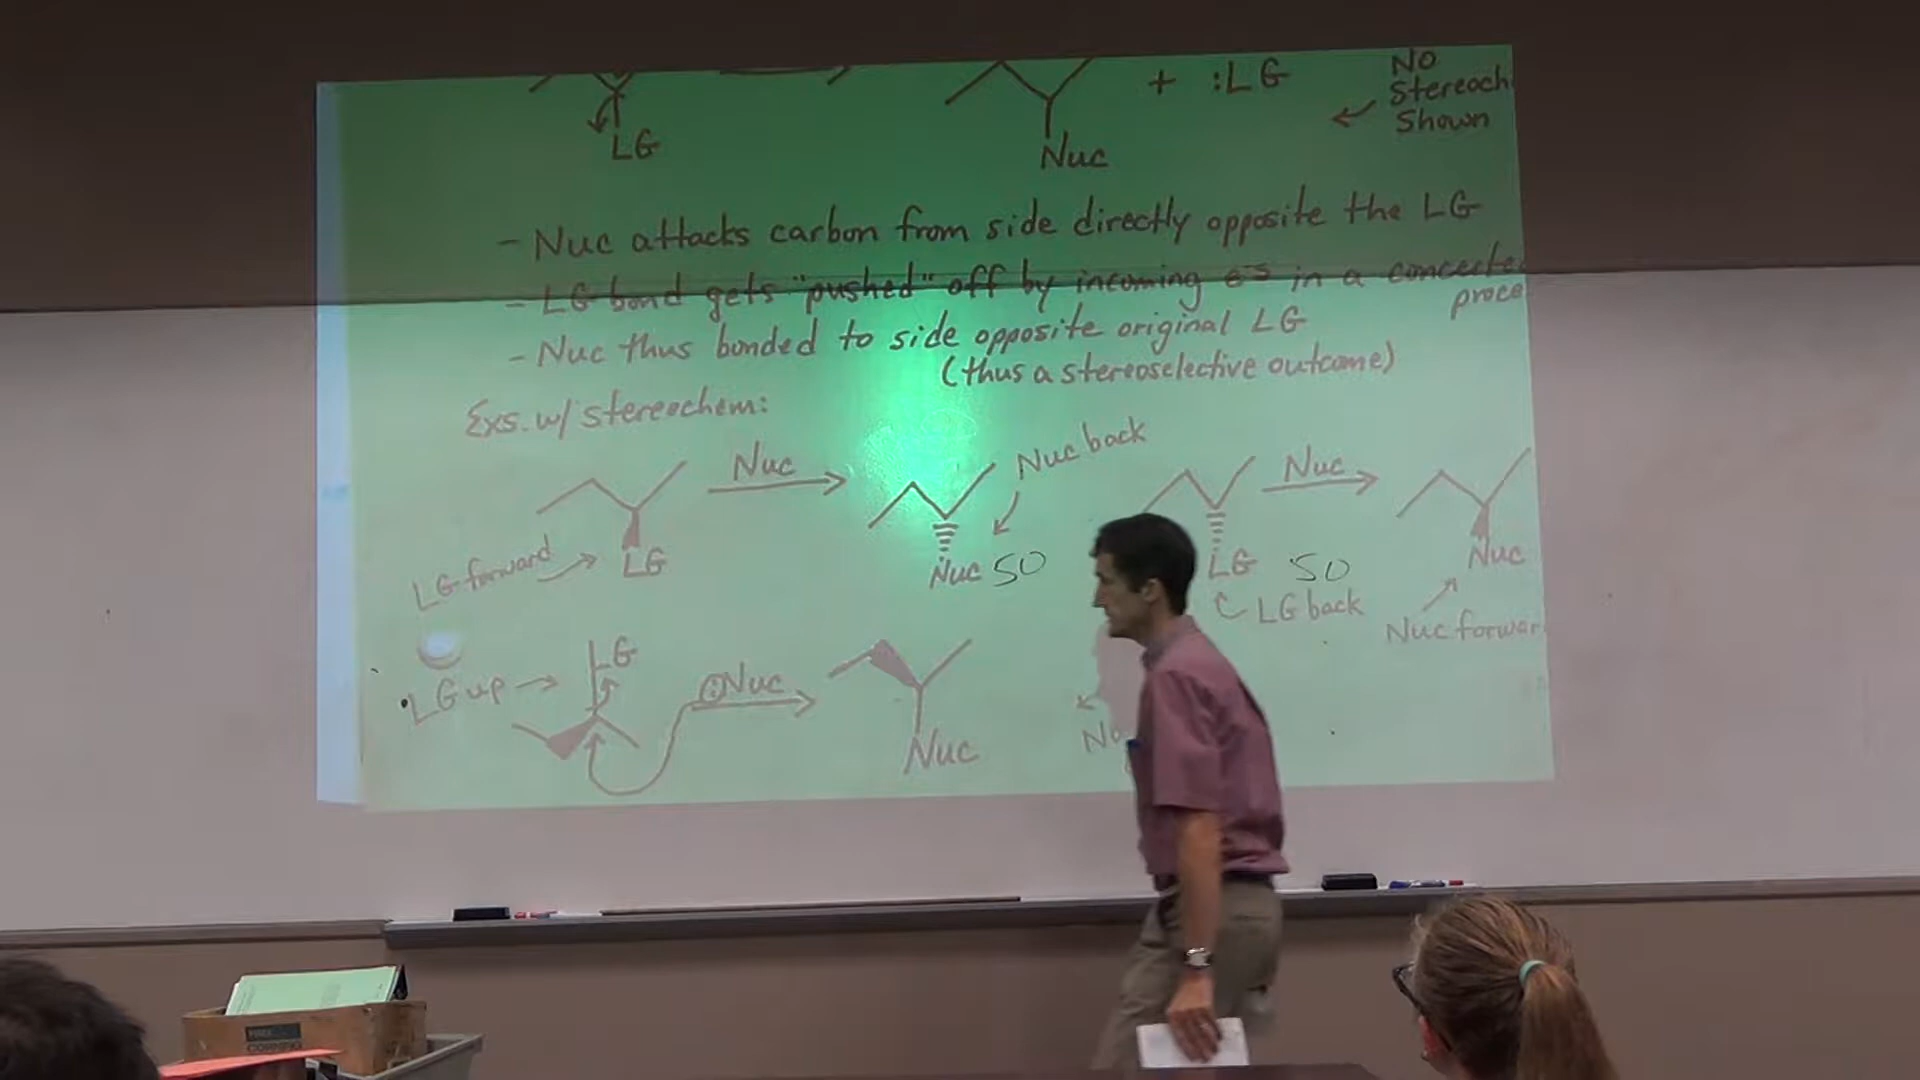 LG
+ :LG
Nuc
No
Stereoch
Shown
- Nuc attacks carbon from side directly opposite the LG
- LG bond gets "pushed" off by incoming e⁻s in a concerte
proce
- Nuc thus bonded to side opposite original LG
(thus a stereoselective outcome)
Exs. w/ stereochem:
Nuc
Nuc back
Nuc
LG forward
LG
Nuc 50
LG 50
LG back
Nuc
Nuc forwar
LG up
LG
:Nuc
Nuc